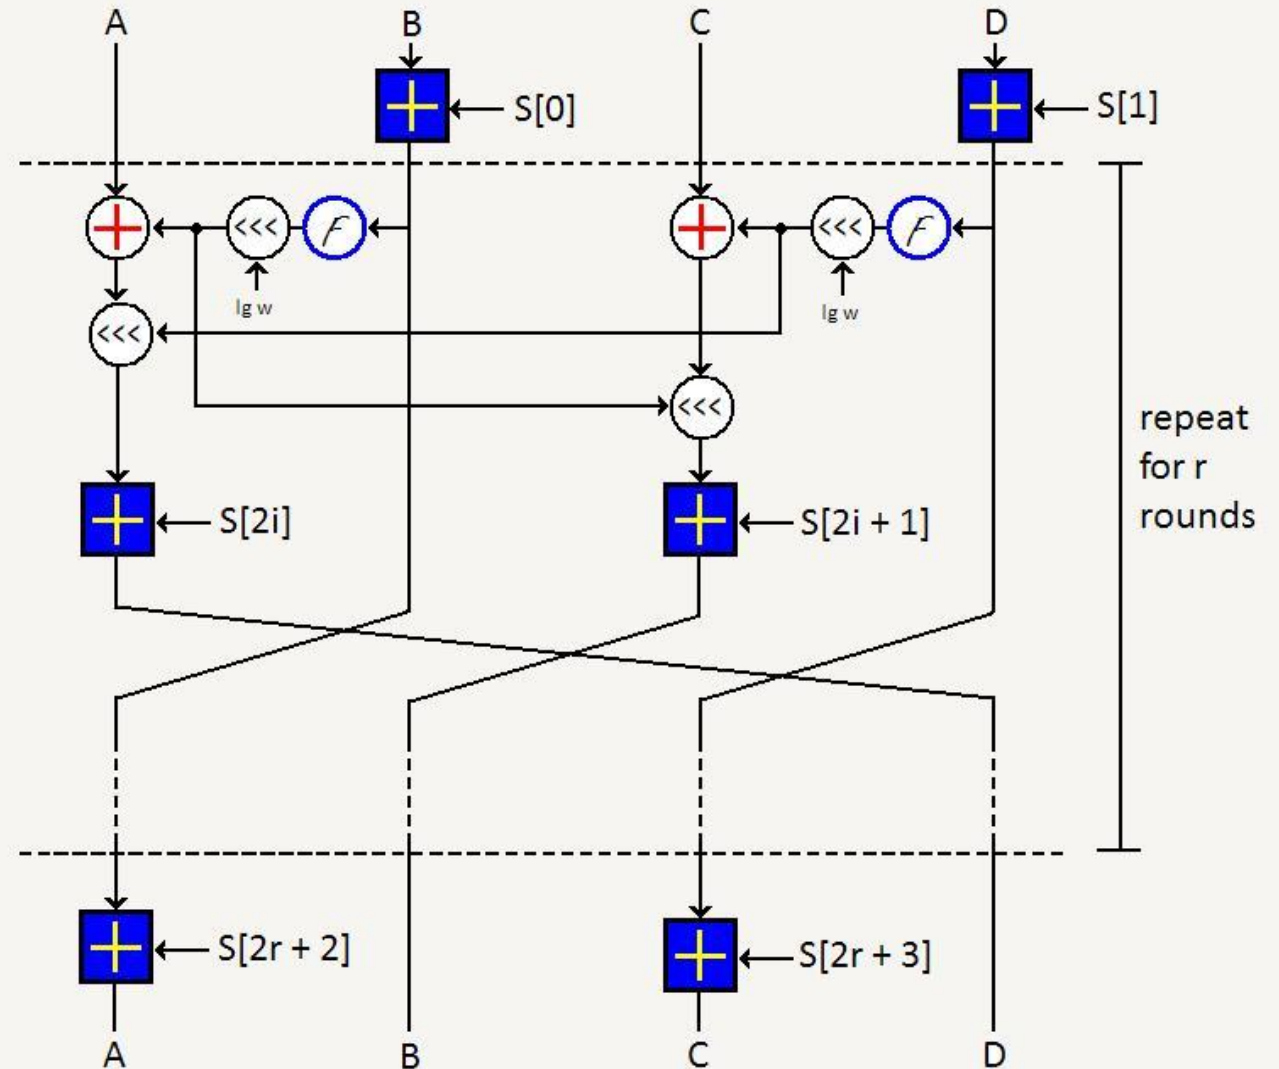 A
B
C
D
S[0]
S[1]
<<<
f
<<<
f
lg w
lg w
<<<
<<<
repeat
for r
rounds
S[2i]
S[2i + 1]
S[2r + 2]
S[2r + 3]
A
B
C
D